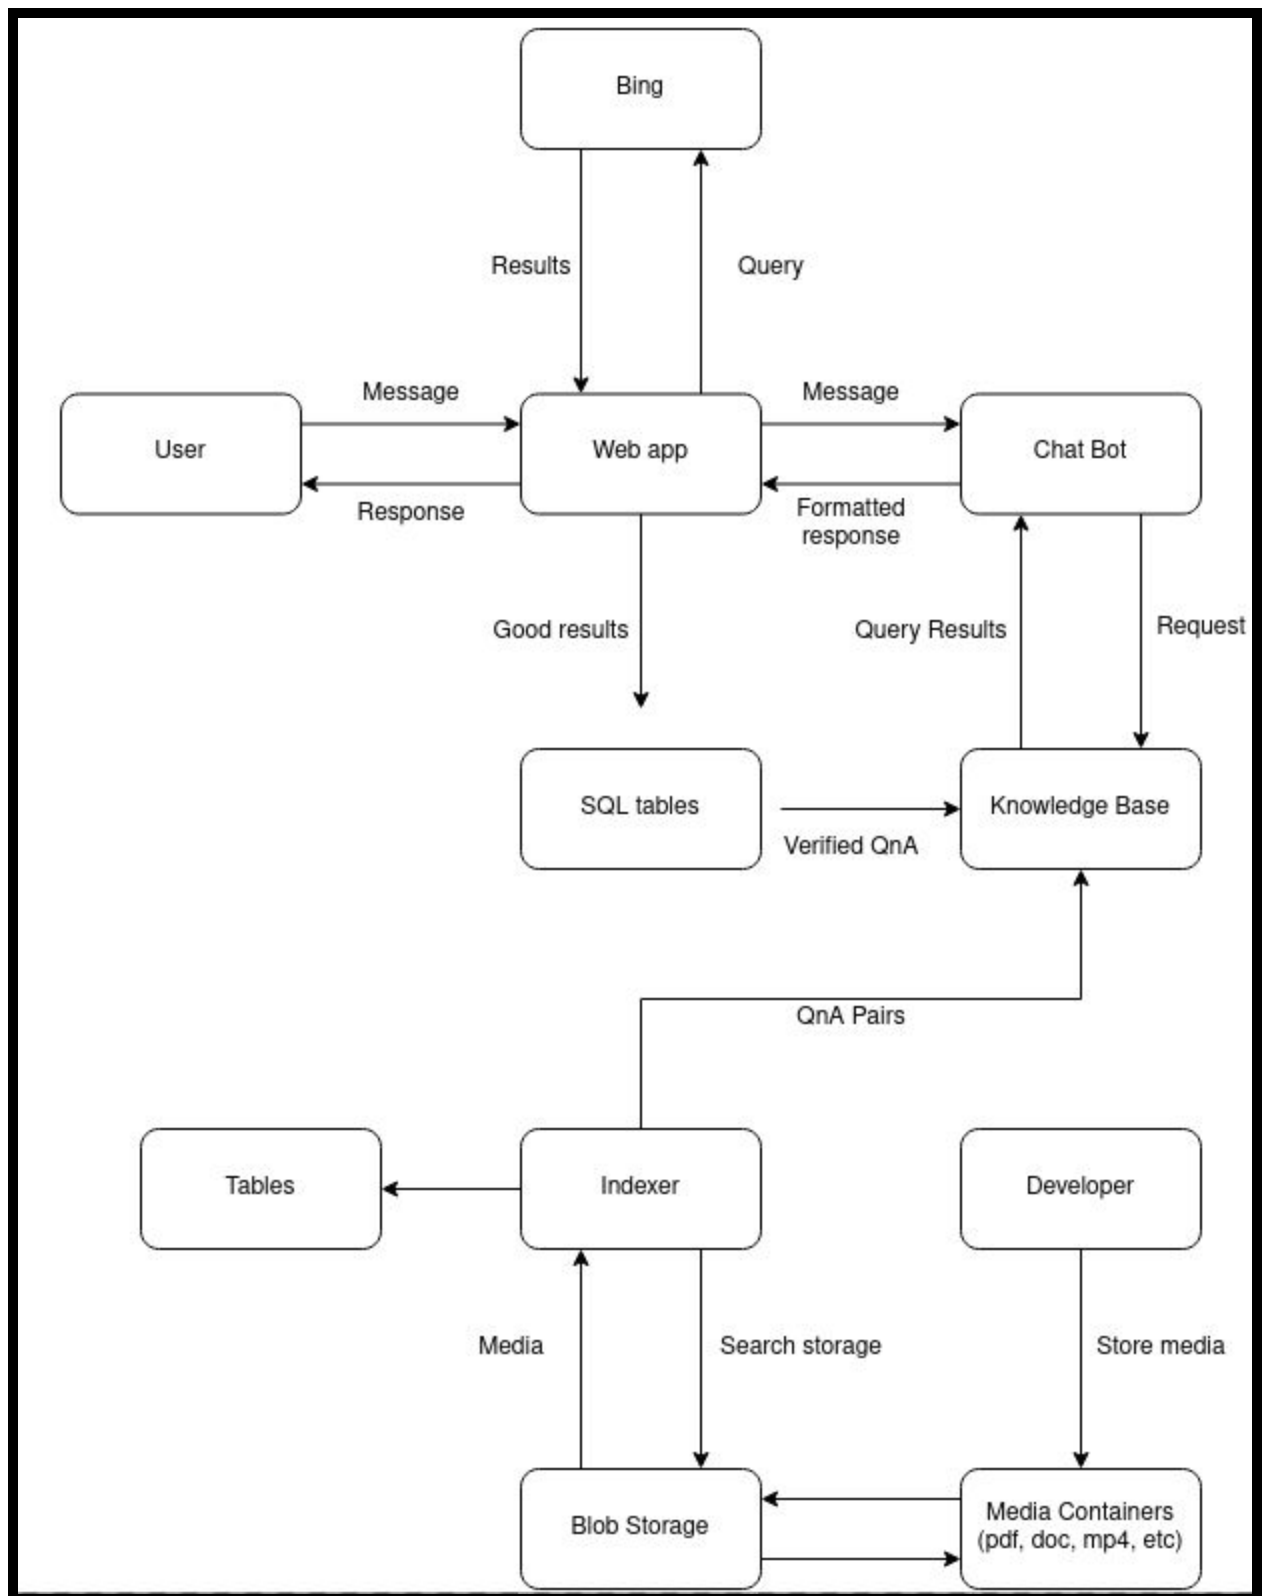 Bing
Results
Query
Message
Message
User
Web app
Chat Bot
Response
Formatted
response
Good results
Query Results
Request
SQL tables
Knowledge Base
Verified QnA
QnA Pairs
Tables
Indexer
Developer
Media
Search storage
Store media
Blob Storage
Media Containers
(pdf, doc, mp4, etc)